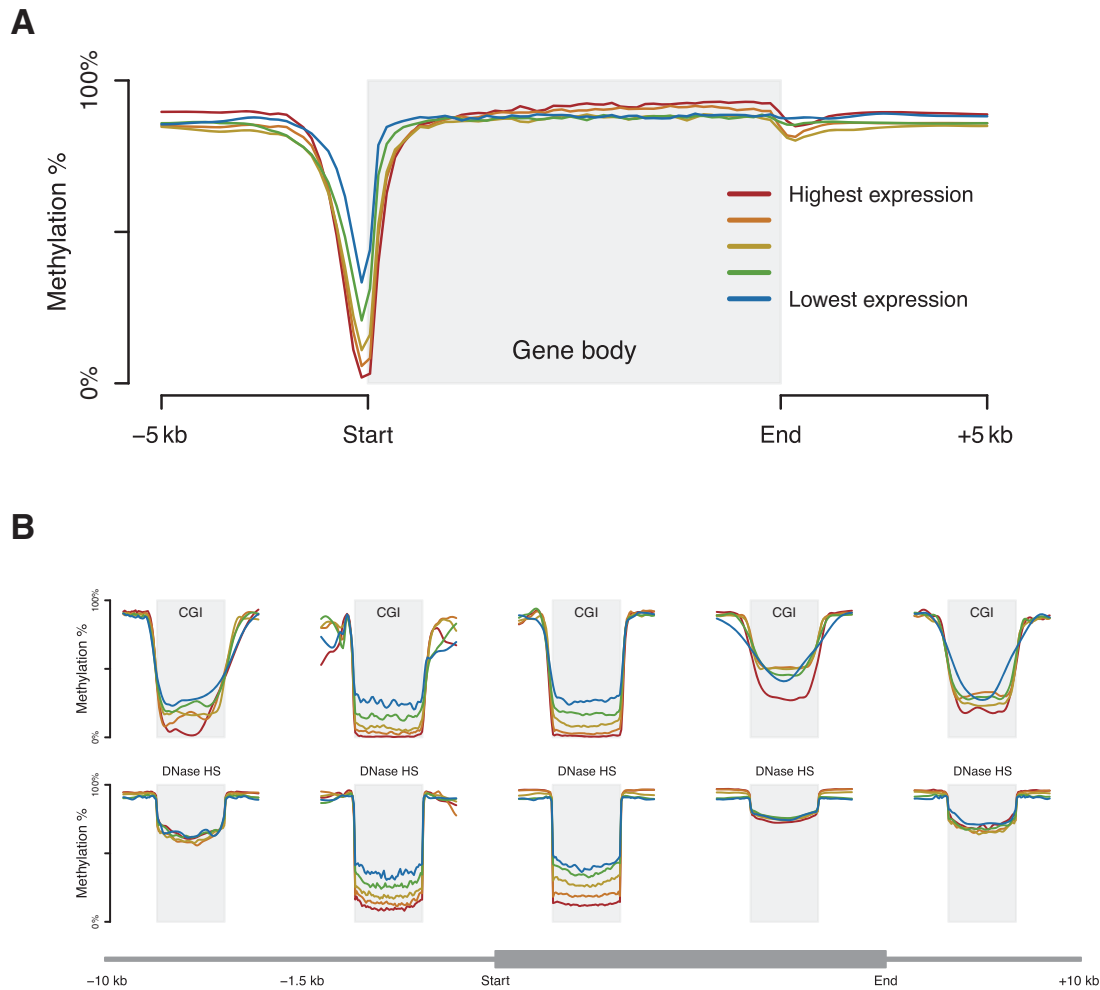 A
100%
Methylation %
0%
Highest expression
Lowest expression
Gene body
−5 kb
Start
End
+5 kb
B
100%
Methylation %
0%
CGI
CGI
CGI
CGI
CGI
DNase HS
DNase HS
DNase HS
DNase HS
DNase HS
100%
Methylation %
0%
−10 kb
−1.5 kb
Start
End
+10 kb